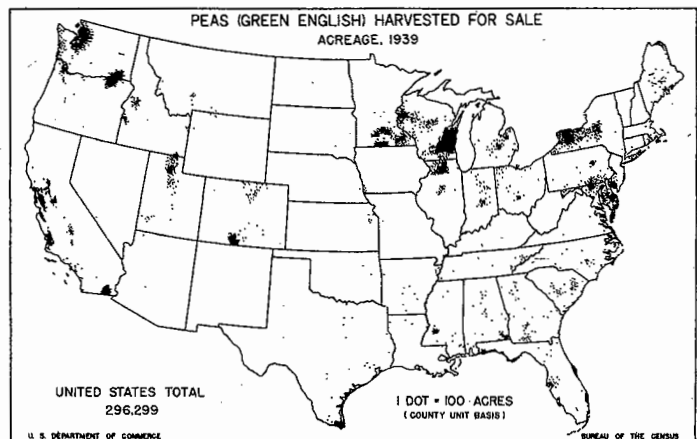 PEAS (GREEN ENGLISH) HARVESTED FOR SALE
ACREAGE, 1939
UNITED STATES TOTAL
296,299
1 DOT = 100 ACRES
(COUNTY UNIT BASIS)
U. S. DEPARTMENT OF COMMERCE
BUREAU OF THE CENSUS